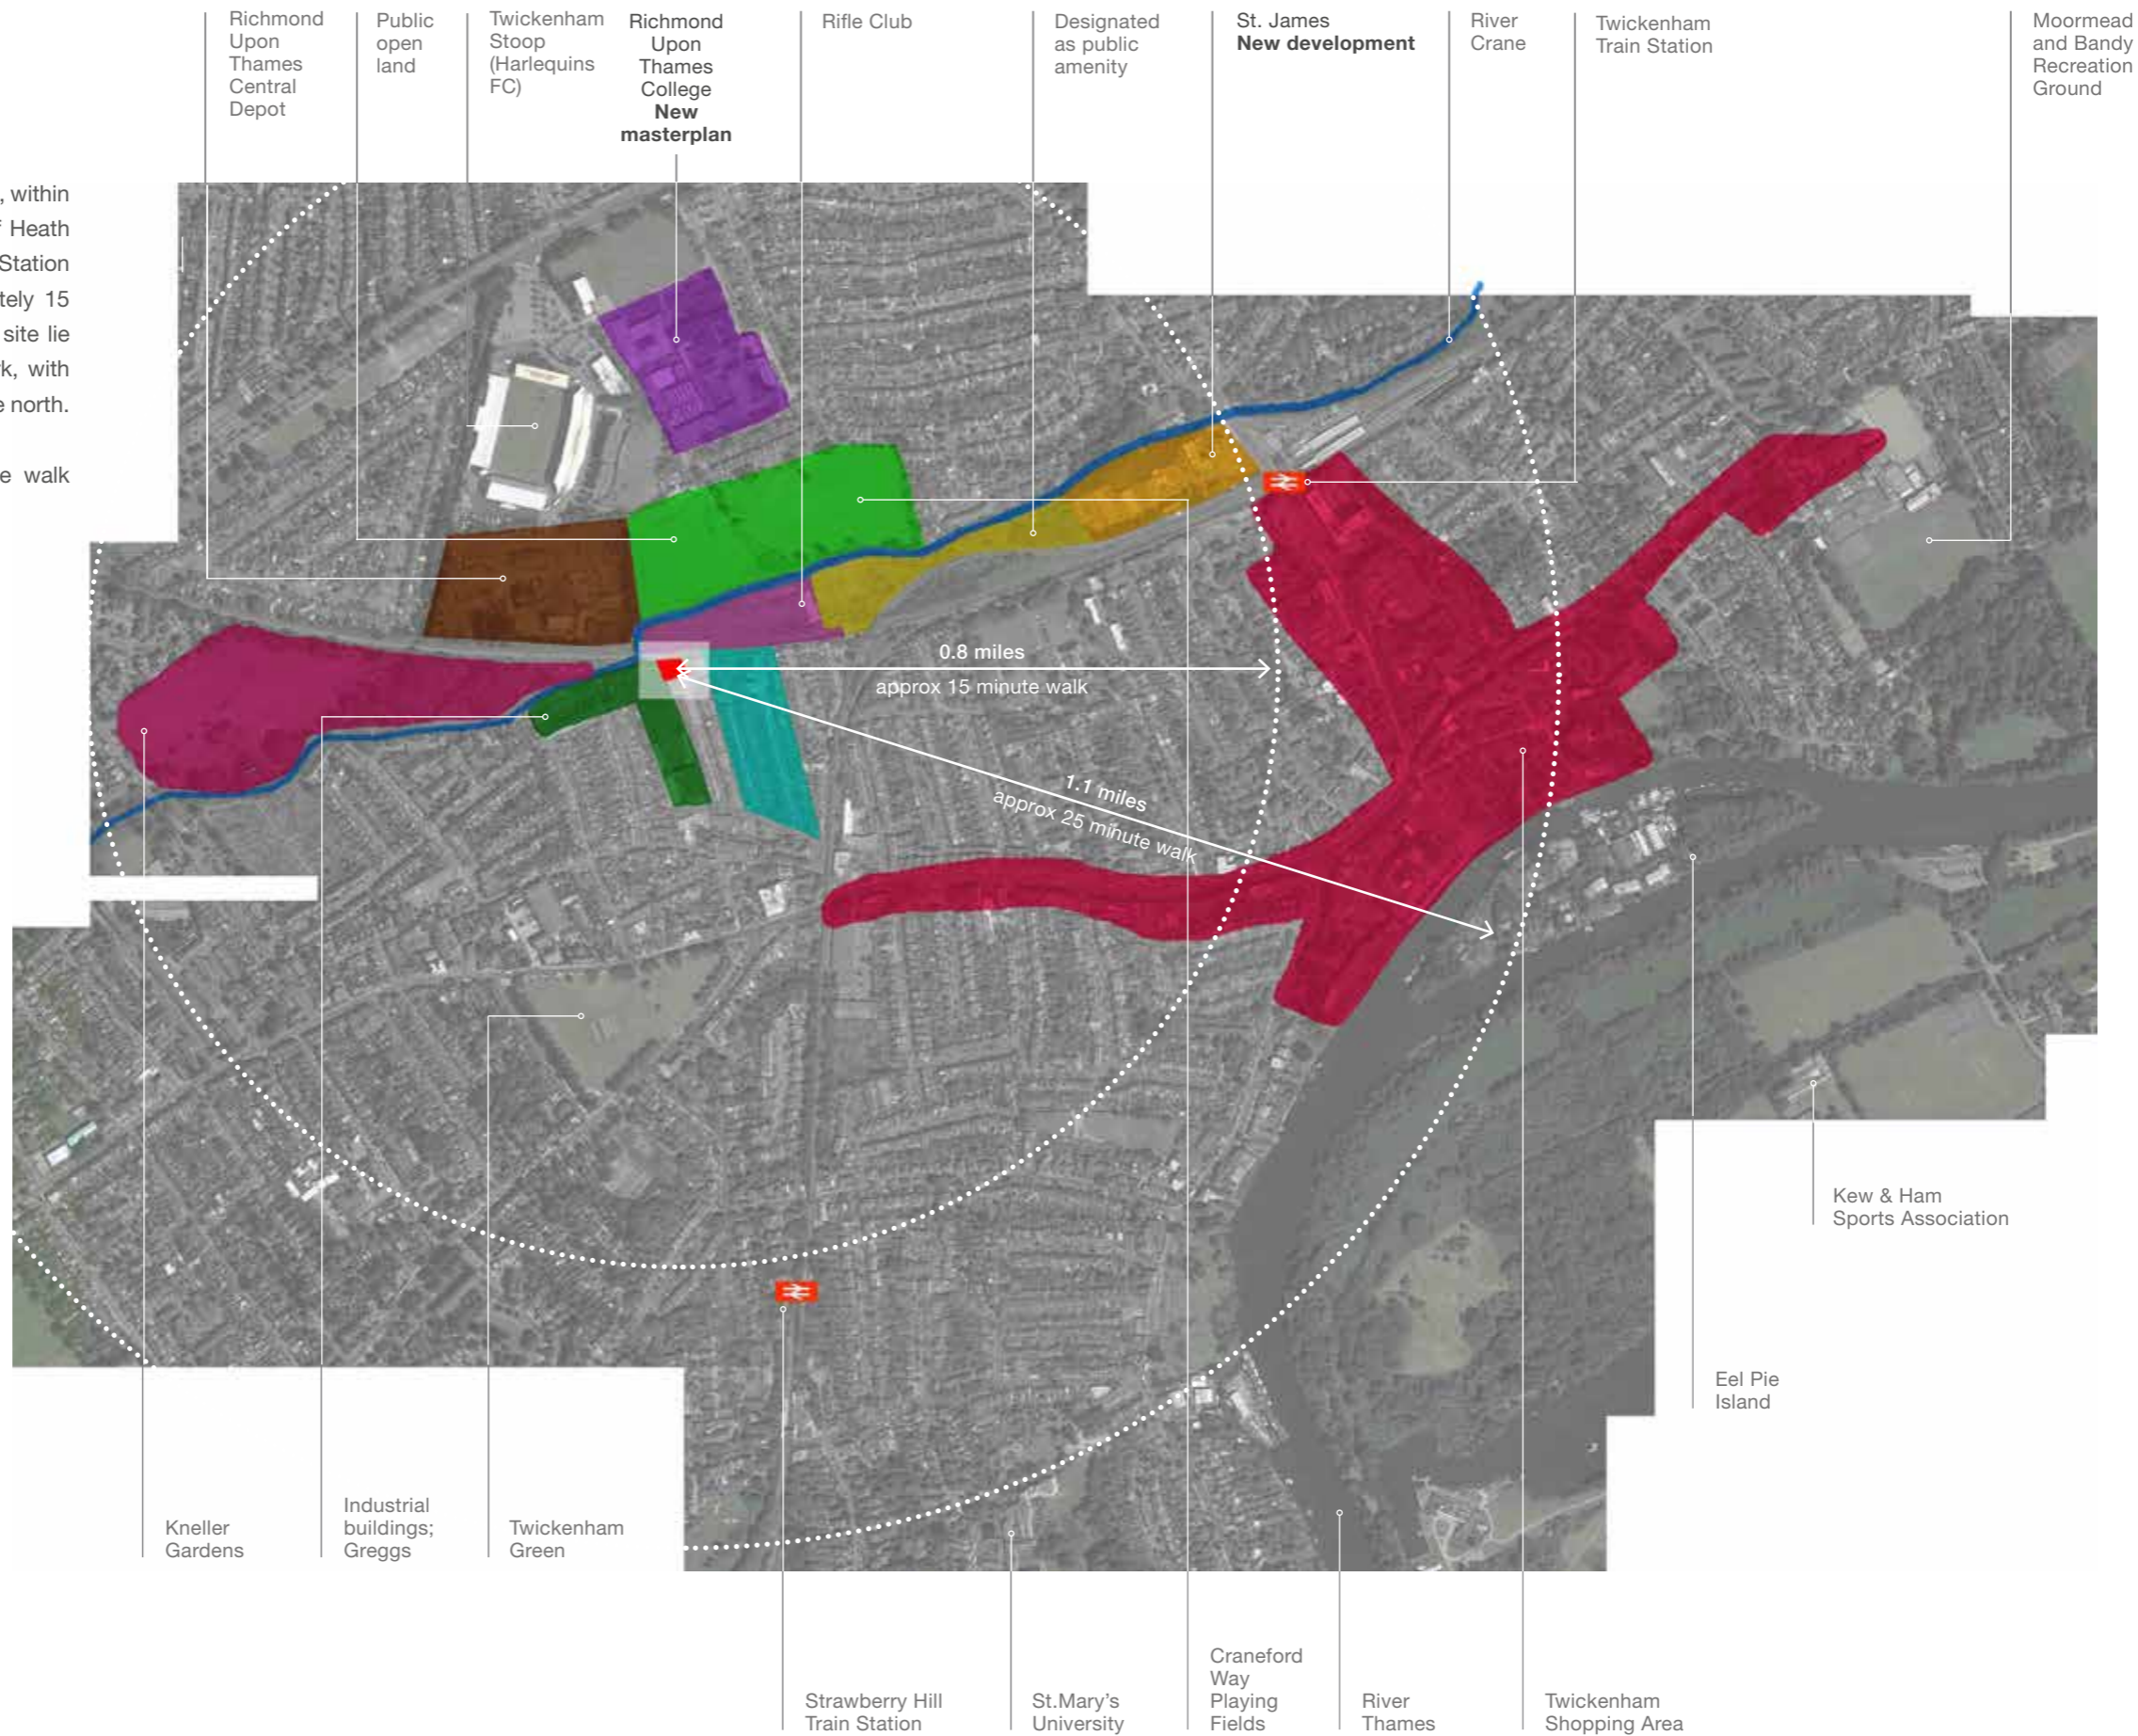 Richmond
Upon
Thames
Central
Depot
Public
open
land
Twickenham
Stoop
(Harlequins
FC)
Richmond
Upon
Thames
College
New
masterplan
Rifle Club
Designated
as public
amenity
St. James
New development
River
Crane
Twickenham
Train Station
Moormead
and Bandy
Recreation
Ground
, within
f Heath
Station
tely 15
site lie
k, with
e north.
e walk
0.8 miles
approx 15 minute walk
1.1 miles
approx 25 minute walk
Kew & Ham
Sports Association
Eel Pie
Island
Kneller
Gardens
Industrial
buildings;
Greggs
Twickenham
Green
Strawberry Hill
Train Station
St.Mary's
University
Craneford
Way
Playing
Fields
River
Thames
Twickenham
Shopping Area